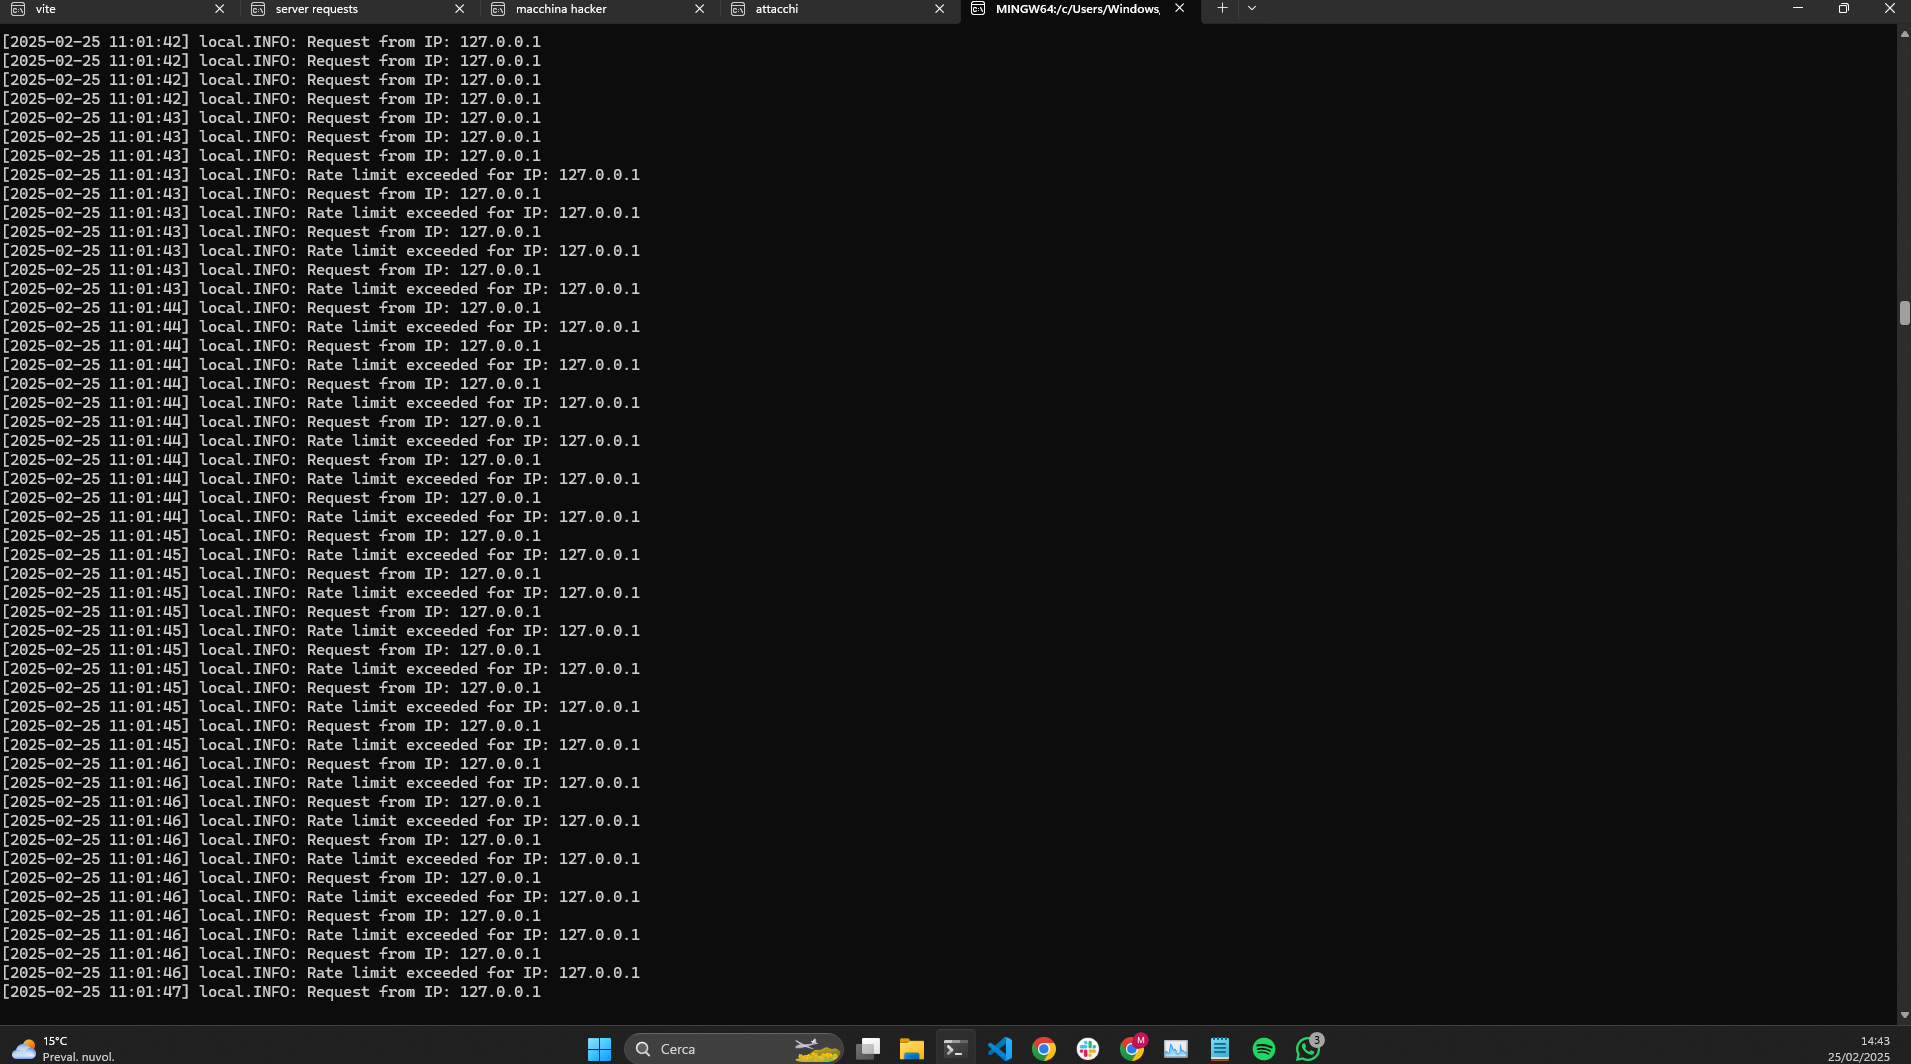 vite
server requests
macchina hacker
attacchi
MINGW64:/c/Users/Windows
[2025-02-25 11:01:42] local.INFO: Request from IP: 127.0.0.1
[2025-02-25 11:01:42] local.INFO: Request from IP: 127.0.0.1
[2025-02-25 11:01:42] local.INFO: Request from IP: 127.0.0.1
[2025-02-25 11:01:42] local.INFO: Request from IP: 127.0.0.1
[2025-02-25 11:01:43] local.INFO: Request from IP: 127.0.0.1
[2025-02-25 11:01:43] local.INFO: Request from IP: 127.0.0.1
[2025-02-25 11:01:43] local.INFO: Request from IP: 127.0.0.1
[2025-02-25 11:01:43] local.INFO: Rate limit exceeded for IP: 127.0.0.1
[2025-02-25 11:01:43] local.INFO: Request from IP: 127.0.0.1
[2025-02-25 11:01:43] local.INFO: Rate limit exceeded for IP: 127.0.0.1
[2025-02-25 11:01:43] local.INFO: Request from IP: 127.0.0.1
[2025-02-25 11:01:43] local.INFO: Rate limit exceeded for IP: 127.0.0.1
[2025-02-25 11:01:43] local.INFO: Request from IP: 127.0.0.1
[2025-02-25 11:01:43] local.INFO: Rate limit exceeded for IP: 127.0.0.1
[2025-02-25 11:01:44] local.INFO: Request from IP: 127.0.0.1
[2025-02-25 11:01:44] local.INFO: Rate limit exceeded for IP: 127.0.0.1
[2025-02-25 11:01:44] local.INFO: Request from IP: 127.0.0.1
[2025-02-25 11:01:44] local.INFO: Rate limit exceeded for IP: 127.0.0.1
[2025-02-25 11:01:44] local.INFO: Request from IP: 127.0.0.1
[2025-02-25 11:01:44] local.INFO: Rate limit exceeded for IP: 127.0.0.1
[2025-02-25 11:01:44] local.INFO: Request from IP: 127.0.0.1
[2025-02-25 11:01:44] local.INFO: Rate limit exceeded for IP: 127.0.0.1
[2025-02-25 11:01:44] local.INFO: Request from IP: 127.0.0.1
[2025-02-25 11:01:44] local.INFO: Rate limit exceeded for IP: 127.0.0.1
[2025-02-25 11:01:44] local.INFO: Request from IP: 127.0.0.1
[2025-02-25 11:01:44] local.INFO: Rate limit exceeded for IP: 127.0.0.1
[2025-02-25 11:01:45] local.INFO: Request from IP: 127.0.0.1
[2025-02-25 11:01:45] local.INFO: Rate limit exceeded for IP: 127.0.0.1
[2025-02-25 11:01:45] local.INFO: Request from IP: 127.0.0.1
[2025-02-25 11:01:45] local.INFO: Rate limit exceeded for IP: 127.0.0.1
[2025-02-25 11:01:45] local.INFO: Request from IP: 127.0.0.1
[2025-02-25 11:01:45] local.INFO: Rate limit exceeded for IP: 127.0.0.1
[2025-02-25 11:01:45] local.INFO: Request from IP: 127.0.0.1
[2025-02-25 11:01:45] local.INFO: Rate limit exceeded for IP: 127.0.0.1
[2025-02-25 11:01:45] local.INFO: Request from IP: 127.0.0.1
[2025-02-25 11:01:45] local.INFO: Rate limit exceeded for IP: 127.0.0.1
[2025-02-25 11:01:45] local.INFO: Request from IP: 127.0.0.1
[2025-02-25 11:01:45] local.INFO: Rate limit exceeded for IP: 127.0.0.1
[2025-02-25 11:01:46] local.INFO: Request from IP: 127.0.0.1
[2025-02-25 11:01:46] local.INFO: Rate limit exceeded for IP: 127.0.0.1
[2025-02-25 11:01:46] local.INFO: Request from IP: 127.0.0.1
[2025-02-25 11:01:46] local.INFO: Rate limit exceeded for IP: 127.0.0.1
[2025-02-25 11:01:46] local.INFO: Request from IP: 127.0.0.1
[2025-02-25 11:01:46] local.INFO: Rate limit exceeded for IP: 127.0.0.1
[2025-02-25 11:01:46] local.INFO: Request from IP: 127.0.0.1
[2025-02-25 11:01:46] local.INFO: Rate limit exceeded for IP: 127.0.0.1
[2025-02-25 11:01:46] local.INFO: Request from IP: 127.0.0.1
[2025-02-25 11:01:46] local.INFO: Rate limit exceeded for IP: 127.0.0.1
[2025-02-25 11:01:46] local.INFO: Request from IP: 127.0.0.1
[2025-02-25 11:01:46] local.INFO: Rate limit exceeded for IP: 127.0.0.1
[2025-02-25 11:01:47] local.INFO: Request from IP: 127.0.0.1
15°C
Preval. nuvol.
Cerca
M
3
14:43
25/02/2025